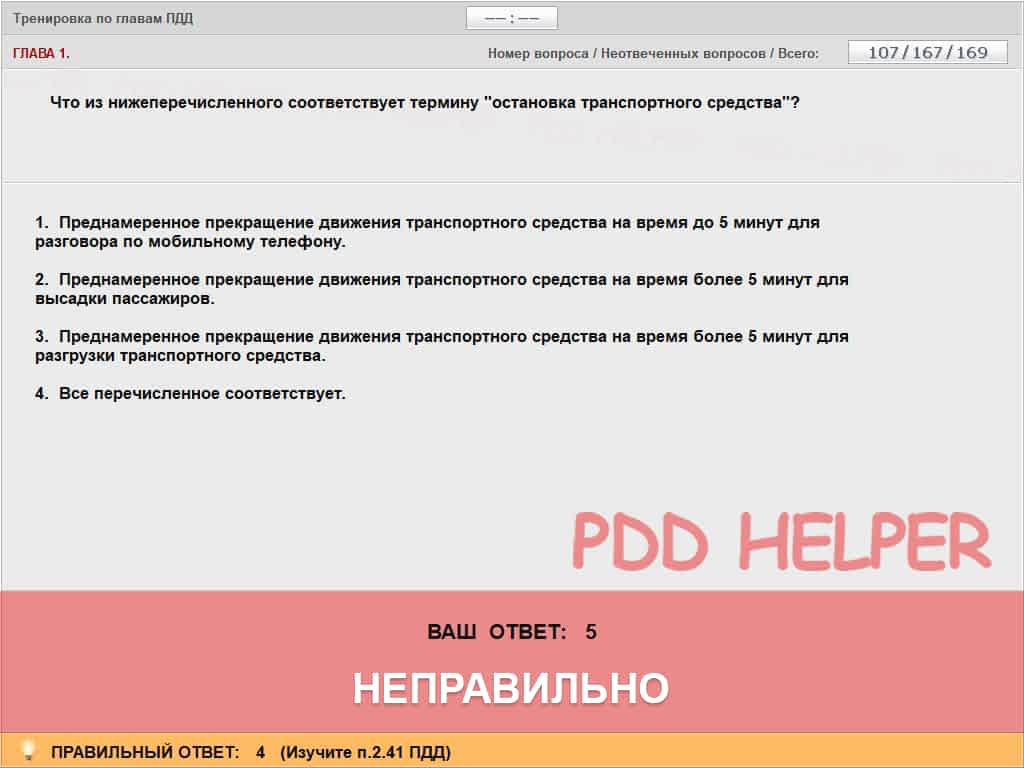 Тренировка по главам ПДД
—— : ——
ГЛАВА 1.
Номер вопроса / Неотвеченных вопросов / Всего:
107 / 167 / 169
Что из нижеперечисленного соответствует термину "остановка транспортного средства"?
1. Преднамеренное прекращение движения транспортного средства на время до 5 минут для
разговора по мобильному телефону.
2. Преднамеренное прекращение движения транспортного средства на время более 5 минут для
высадки пассажиров.
3. Преднамеренное прекращение движения транспортного средства на время более 5 минут для
разгрузки транспортного средства.
4. Все перечисленное соответствует.
PDD HELPER
ВАШ ОТВЕТ: 5
НЕПРАВИЛЬНО
ПРАВИЛЬНЫЙ ОТВЕТ: 4 (Изучите п.2.41 ПДД)